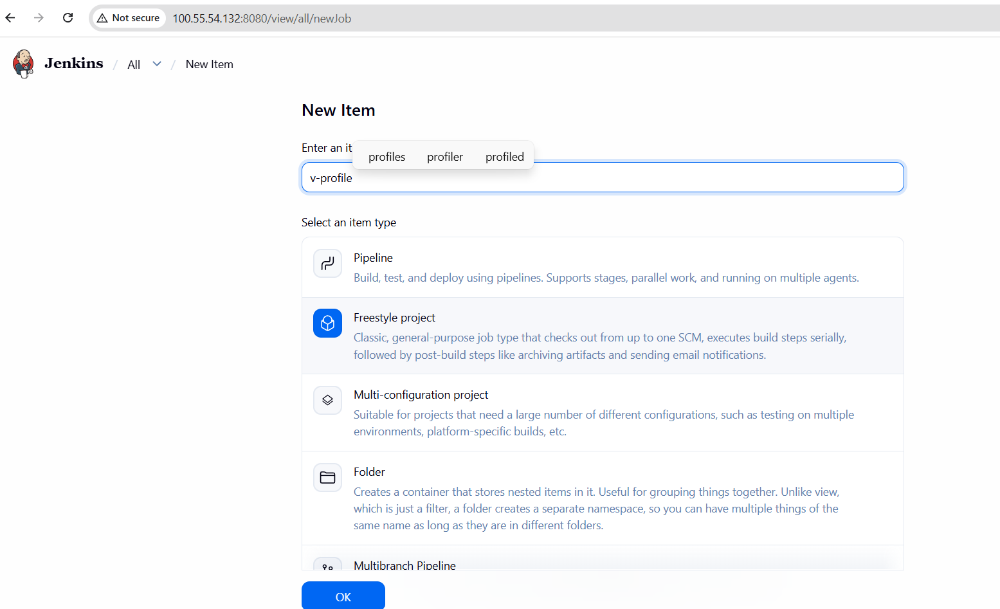 Not secure 100.55.54.132:8080/view/all/newJob
Jenkins / All / New Item
New Item
Enter an it
profiles profiler profiled
v-profile
Select an item type
Pipeline
Build, test, and deploy using pipelines. Supports stages, parallel work, and running on multiple agents.
Freestyle project
Classic, general-purpose job type that checks out from up to one SCM, executes build steps serially,
followed by post-build steps like archiving artifacts and sending email notifications.
Multi-configuration project
Suitable for projects that need a large number of different configurations, such as testing on multiple
environments, platform-specific builds, etc.
Folder
Creates a container that stores nested items in it. Useful for grouping things together. Unlike view,
which is just a filter, a folder creates a separate namespace, so you can have multiple things of the
same name as long as they are in different folders.
Multibranch Pipeline
OK